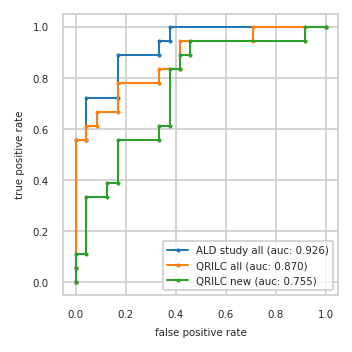 1.0
0.8
0.6
0.4
0.2
0.0
true positive rate
ALD study all (auc: 0.926)
QRILC all (auc: 0.870)
QRILC new (auc: 0.755)
0.0 0.2 0.4 0.6 0.8 1.0
false positive rate